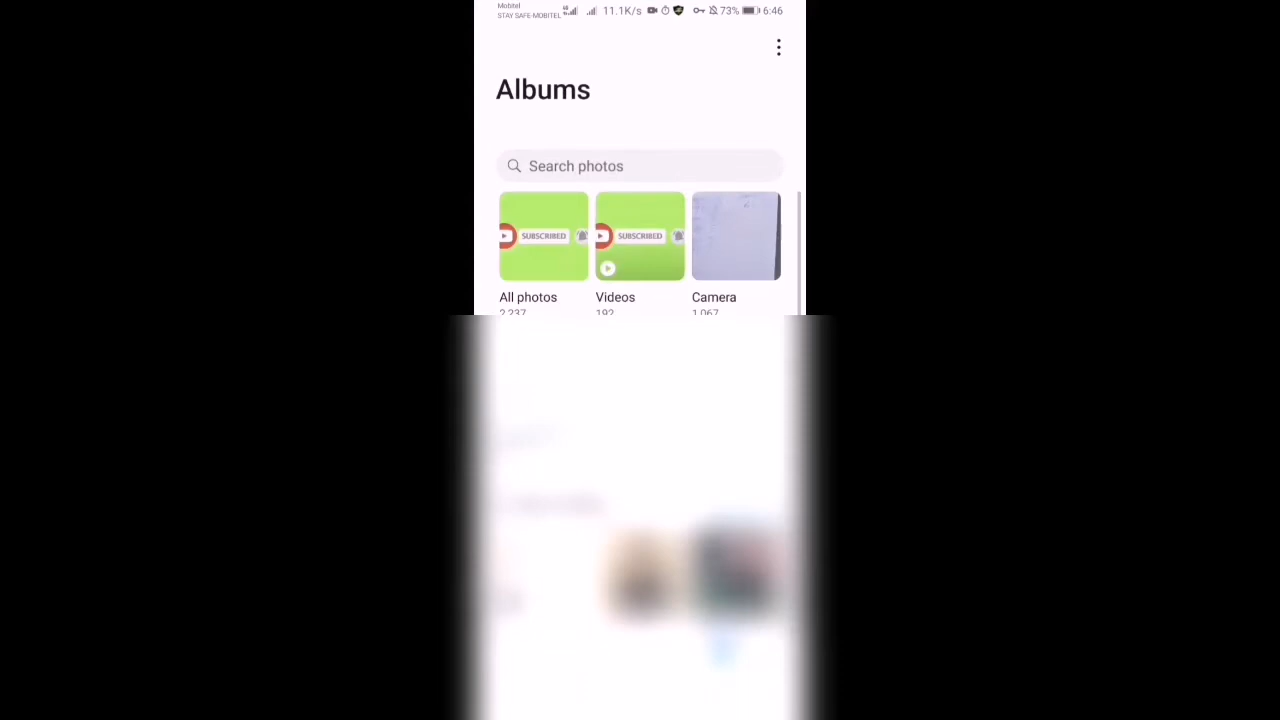 Mobitel
STAY SAFE-MOBITEL 11.1K/s 73% 6:46
Albums
Search photos
SUBSCRIBED SUBSCRIBED
All photos Videos Camera
2,237 192 1,067